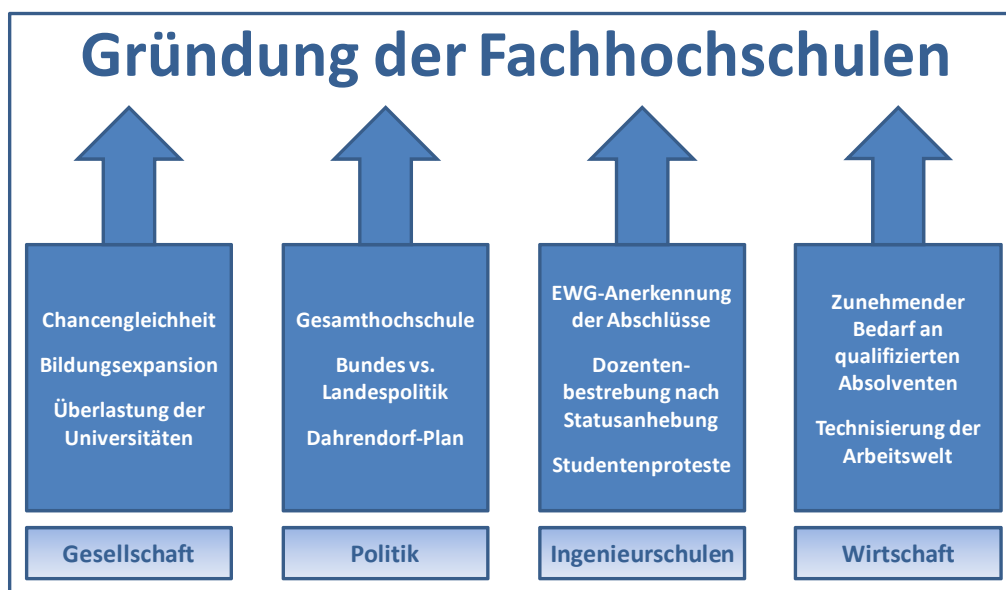 Gründung der Fachhochschulen
Chancengleichheit
Bildungsexpansion
Überlastung der
Universitäten
Gesellschaft
Gesamthochschule
Bundes vs.
Landespolitik
Dahrendorf-Plan
Politik
EWG-Anerkennung
der Abschlüsse
Dozenten-
bestrebung nach
Statusanhebung
Studentenproteste
Ingenieurschulen
Zunehmender
Bedarf an
qualifizierten
Absolventen
Technisierung der
Arbeitswelt
Wirtschaft